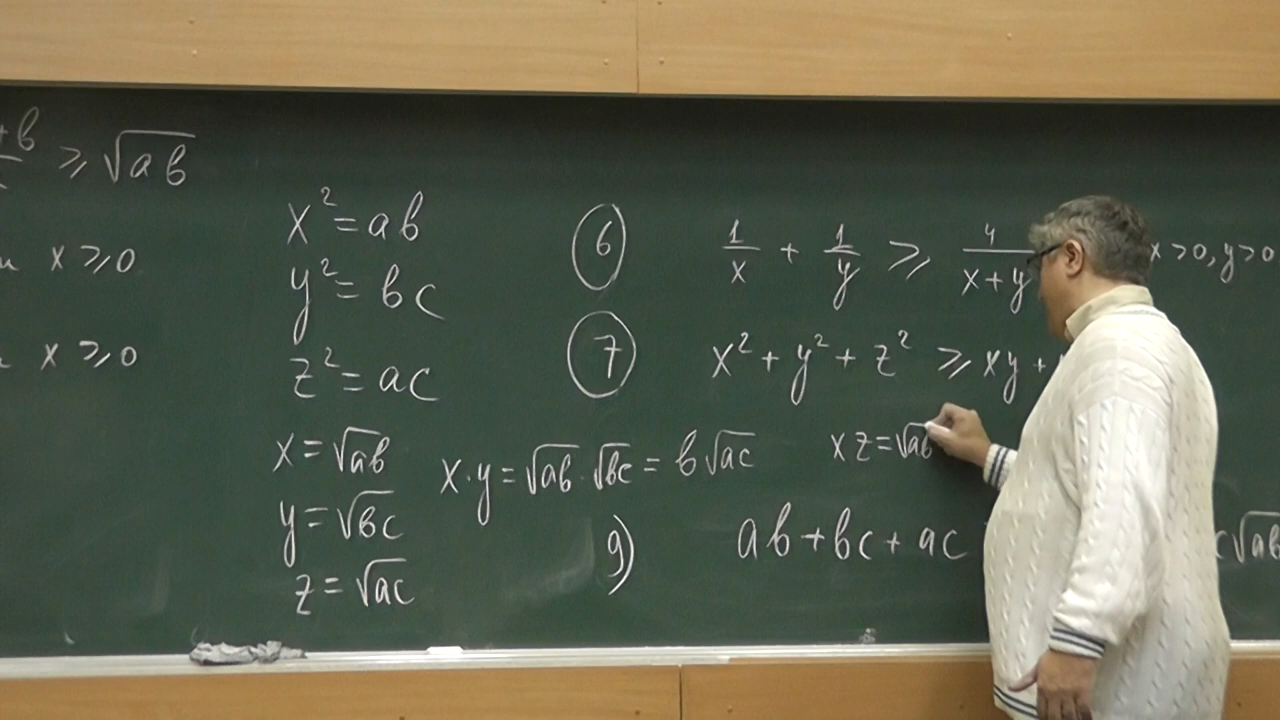 +b ⩾ √ab
x ⩾ 0
x ⩾ 0
x² = ab
y² = bc
z² = ac
x = √ab
y = √bc
z = √ac
x·y = √ab · √bc = b√ac
6 1/x + 1/y ⩾ 4/(x+y) x > 0, y > 0
7 x² + y² + z² ⩾ xy +
xz = √ab
9) ab + bc + ac c√ab